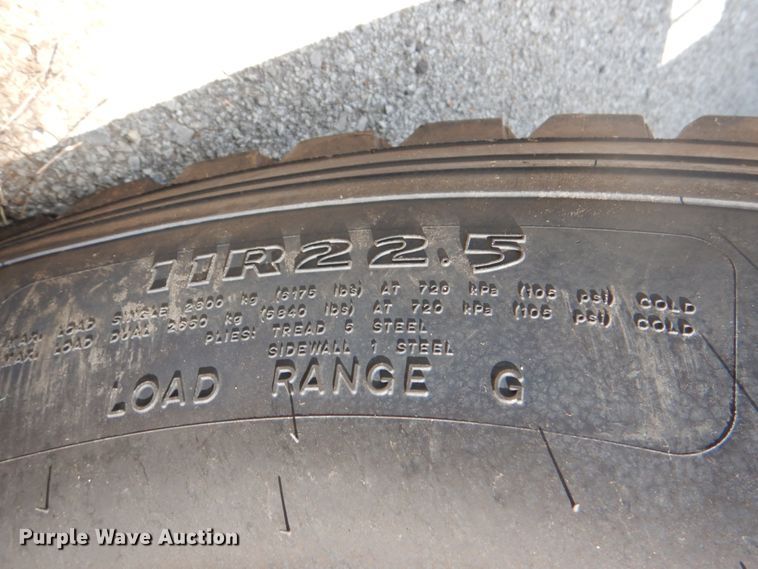 11R22.5
MAX. LOAD SINGLE 2800 kg (6175 lbs) AT 720 kPa (105 psi) COLD
MAX. LOAD DUAL 2650 kg (5840 lbs) AT 720 kPa (105 psi) COLD
PLIES: TREAD 5 STEEL
SIDEWALL 1 STEEL
LOAD RANGE G
Purple Wave Auction